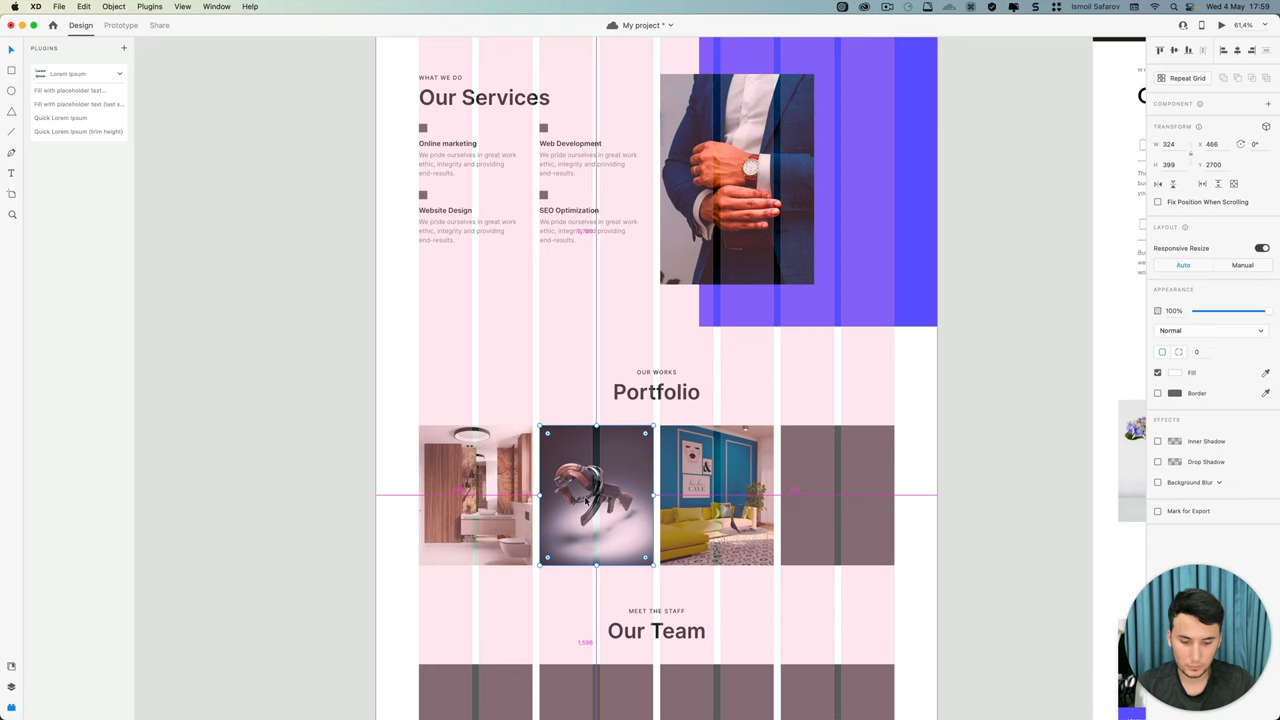 XD File Edit Object Plugins View Window Help
Ismoil Safarov Wed 4 May 17:59
Design Prototype Share
My project *
61,4%
PLUGINS
Lorem Ipsum
Fill with placeholder text...
Fill with placeholder text (last s...
Quick Lorem Ipsum
Quick Lorem Ipsum (trim height)
WHAT WE DO
Our Services
Online marketing
We pride ourselves in great work
ethic, integrity and providing
end-results.
Web Development
We pride ourselves in great work
ethic, integrity and providing
end-results.
Website Design
We pride ourselves in great work
ethic, integrity and providing
end-results.
SEO Optimization
We pride ourselves in great work
ethic, integrity and providing
end-results.
OUR WORKS
Portfolio
MEET THE STAFF
Our Team
1,596
Repeat Grid
COMPONENT
TRANSFORM
W 324 X 466 0°
H 399 Y 2700
Fix Position When Scrolling
LAYOUT
Responsive Resize
Auto Manual
APPEARANCE
100%
Normal
0
Fill
Border
EFFECTS
Inner Shadow
Drop Shadow
Background Blur
Mark for Export